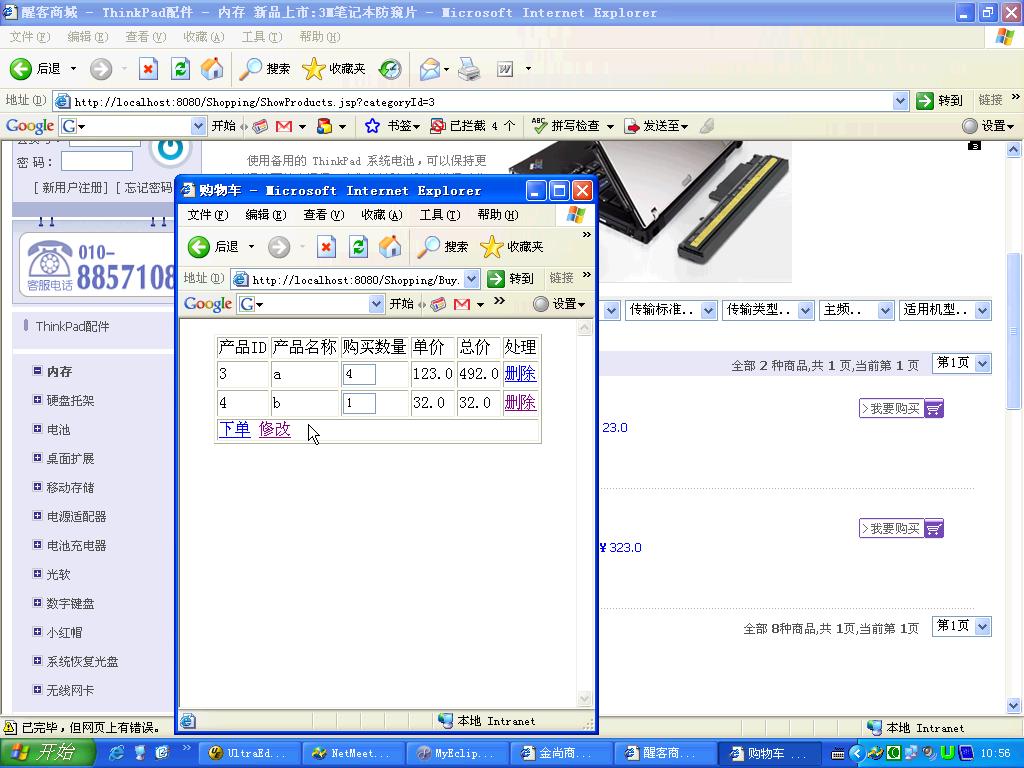 醒客商城 - ThinkPad配件 - 内存 新品上市:3M笔记本防窥片 - Microsoft Internet Explorer
文件(F) 编辑(E) 查看(V) 收藏(A) 工具(T) 帮助(H)
后退 搜索 收藏夹
地址(D) http://localhost:8080/Shopping/ShowProducts.jsp?categoryId=3 转到 链接 »
Google G 开始 书签 已拦截 4 个 拼写检查 发送至 设置
密码:
[ 新用户注册] [ 忘记密码
使用备用的 ThinkPad 系统电池，可以保持更
010-
8857108
客服电话
ThinkPad配件
内存
硬盘托架
电池
桌面扩展
移动存储
电源适配器
电池充电器
光软
数字键盘
小红帽
系统恢复光盘
无线网卡
购物车 - Microsoft Internet Explorer
文件(F) 编辑(E) 查看(V) 收藏(A) 工具(T) 帮助(H) »
后退 搜索 收藏夹 »
地址(D) http://localhost:8080/Shopping/Buy. 转到 链接 »
Google G 开始 » 设置
产品ID 产品名称 购买数量 单价 总价 处理
3 a 4 123.0 492.0 删除
4 b 1 32.0 32.0 删除
下单 修改
本地 Intranet
传输标准.. 传输类型.. 主频.. 适用机型..
全部 2 种商品,共 1 页,当前第 1 页 第1页
我要购买
23.0
我要购买
¥ 323.0
全部 8种商品,共 1页,当前第 1页 第1页
已完毕，但网页上有错误。 本地 Intranet
开始 » UltraEd... NetMeet... MyEclip... 金尚商... 醒客商... 购物车 ... 10:56